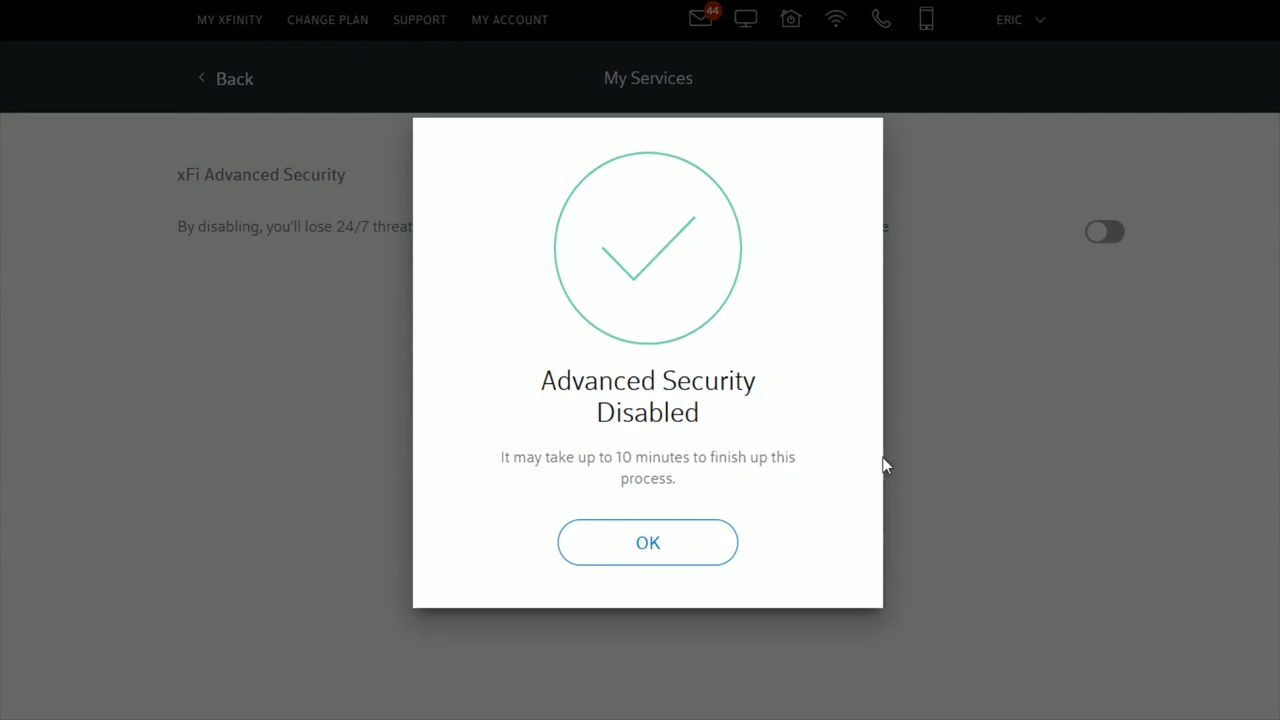 MY XFINITY CHANGE PLAN SUPPORT MY ACCOUNT 44 ERIC
Back My Services
xFi Advanced Security
By disabling, you'll lose 24/7 threat
Advanced Security
Disabled
It may take up to 10 minutes to finish up this
process.
OK